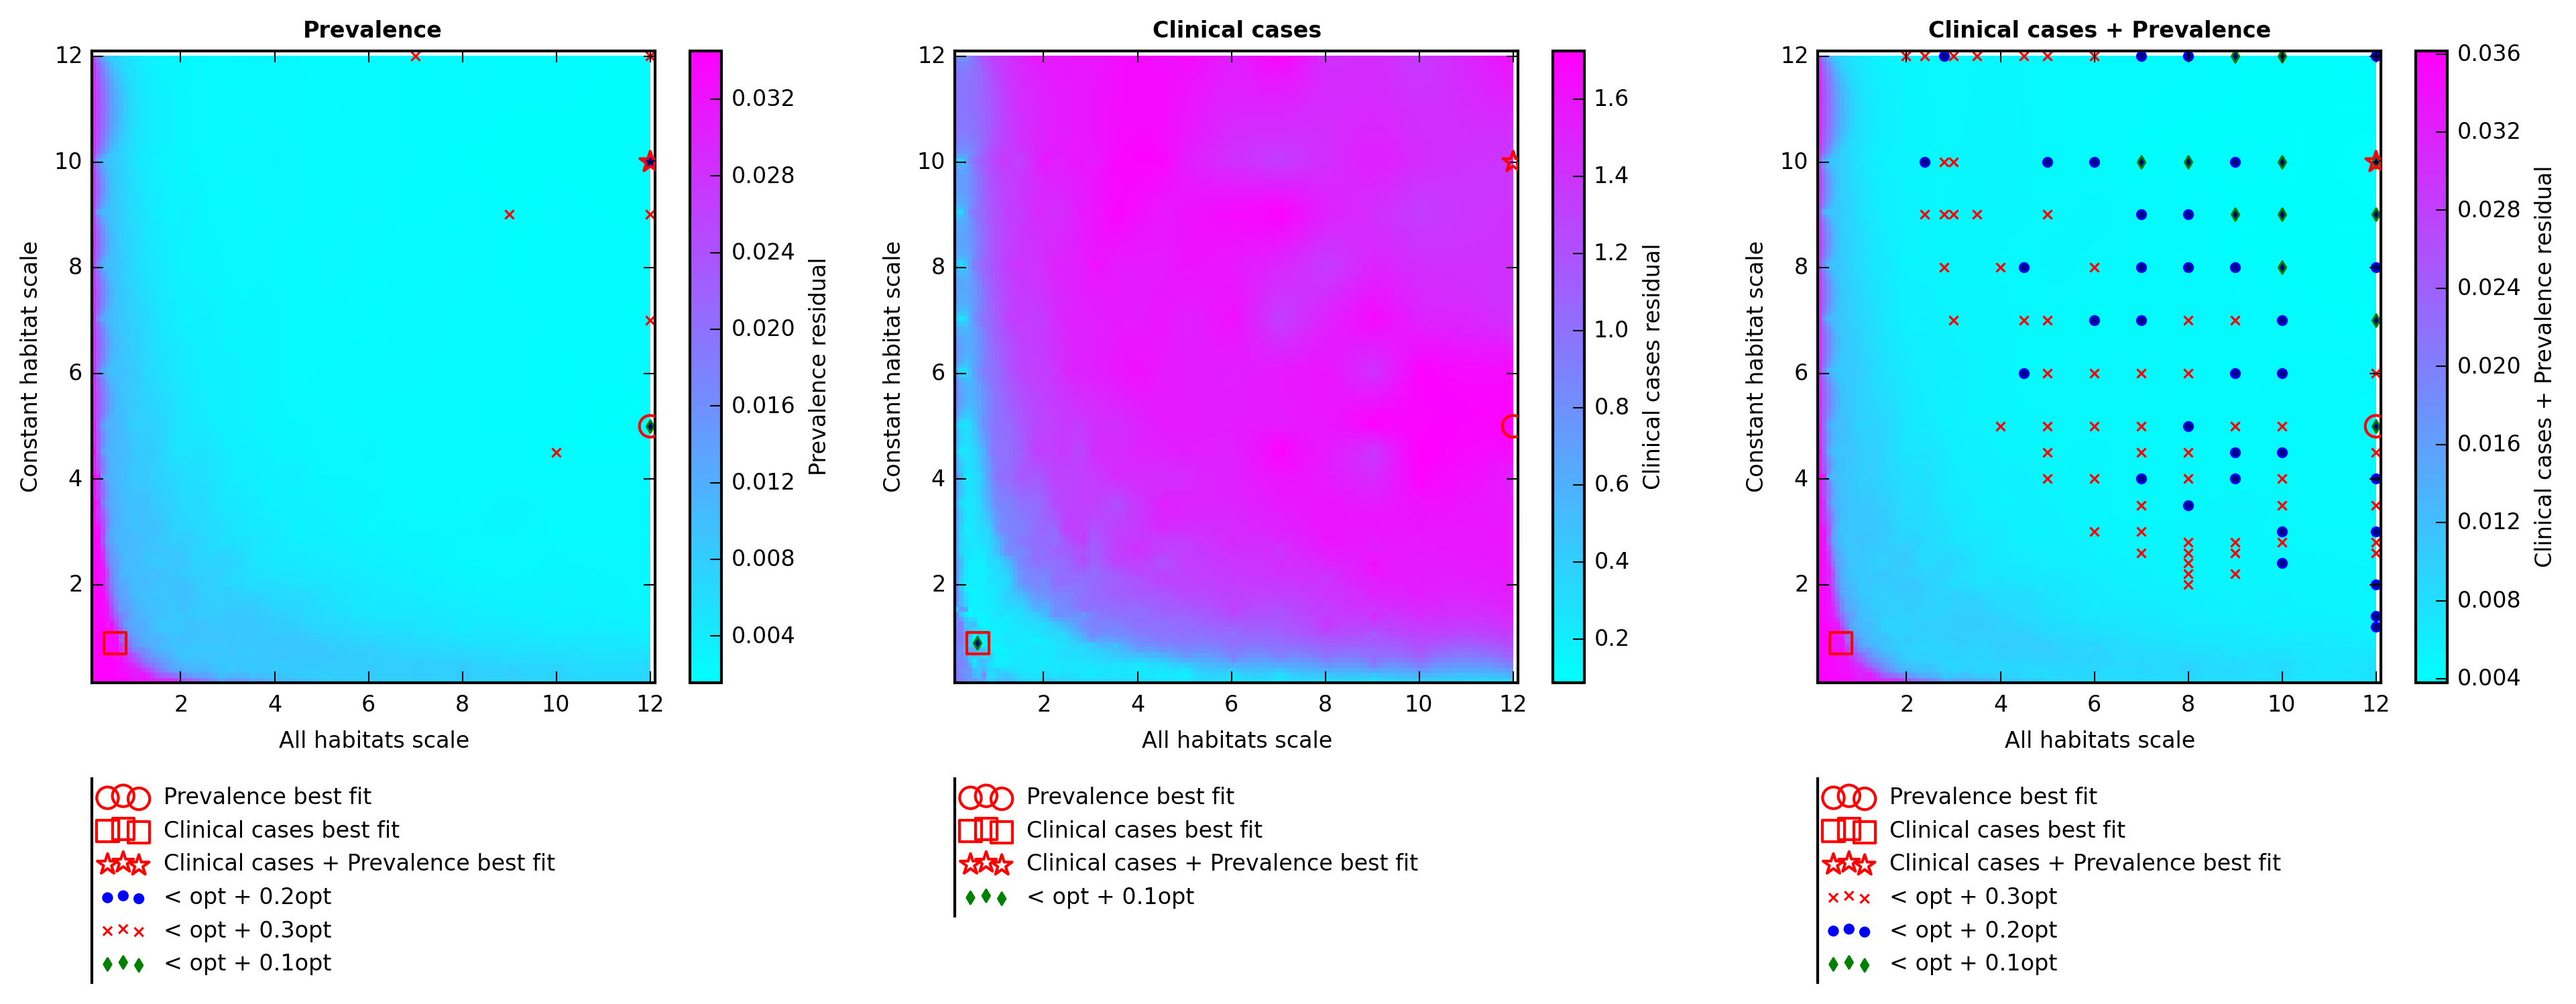 Prevalence
12
10
8
6
4
2
Constant habitat scale
2 4 6 8 10 12
All habitats scale
0.032
0.028
0.024
0.020
0.016
0.012
0.008
0.004
Prevalence residual
Prevalence best fit
Clinical cases best fit
Clinical cases + Prevalence best fit
< opt + 0.2opt
< opt + 0.3opt
< opt + 0.1opt
Clinical cases
12
10
8
6
4
2
Constant habitat scale
2 4 6 8 10 12
All habitats scale
1.6
1.4
1.2
1.0
0.8
0.6
0.4
0.2
Clinical cases residual
Prevalence best fit
Clinical cases best fit
Clinical cases + Prevalence best fit
< opt + 0.1opt
Clinical cases + Prevalence
12
10
8
6
4
2
Constant habitat scale
2 4 6 8 10 12
All habitats scale
0.036
0.032
0.028
0.024
0.020
0.016
0.012
0.008
0.004
Clinical cases + Prevalence residual
Prevalence best fit
Clinical cases best fit
Clinical cases + Prevalence best fit
< opt + 0.3opt
< opt + 0.2opt
< opt + 0.1opt